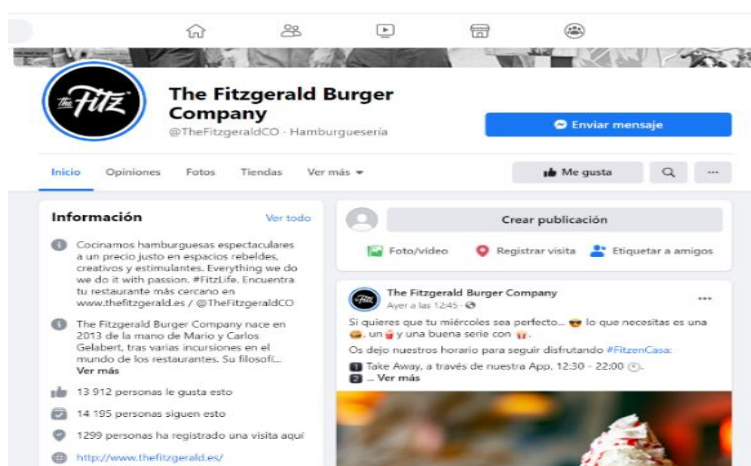 the Fitz
The Fitzgerald Burger
Company
@TheFitzgeraldCO · Hamburguesería
Enviar mensaje
Inicio Opiniones Fotos Tiendas Ver más
Me gusta
Información Ver todo
Cocinamos hamburguesas espectaculares
a un precio justo en espacios rebeldes,
creativos y estimulantes. Everything we do
we do it with passion. #FitzLife. Encuentra
tu restaurante más cercano en
www.thefitzgerald.es / @TheFitzgeraldCO
The Fitzgerald Burger Company nace en
2013 de la mano de Mario y Carlos
Gelabert, tras varias incursiones en el
mundo de los restaurantes. Su filosofí...
Ver más
13 912 personas le gusta esto
14 195 personas siguen esto
1299 personas ha registrado una visita aquí
http://www.thefitzgerald.es/
Crear publicación
Foto/video Registrar visita Etiquetar a amigos
The Fitzgerald Burger Company
Ayer a las 12:45 ·
Si quieres que tu miércoles sea perfecto... 😎 lo que necesitas es una
🍔, un 🥤 y una buena serie con 🍿.
Os dejo nuestros horario para seguir disfrutando #FitzenCasa:
1 Take Away, a través de nuestra App. 12:30 - 22:00 🕐.
2 ... Ver más